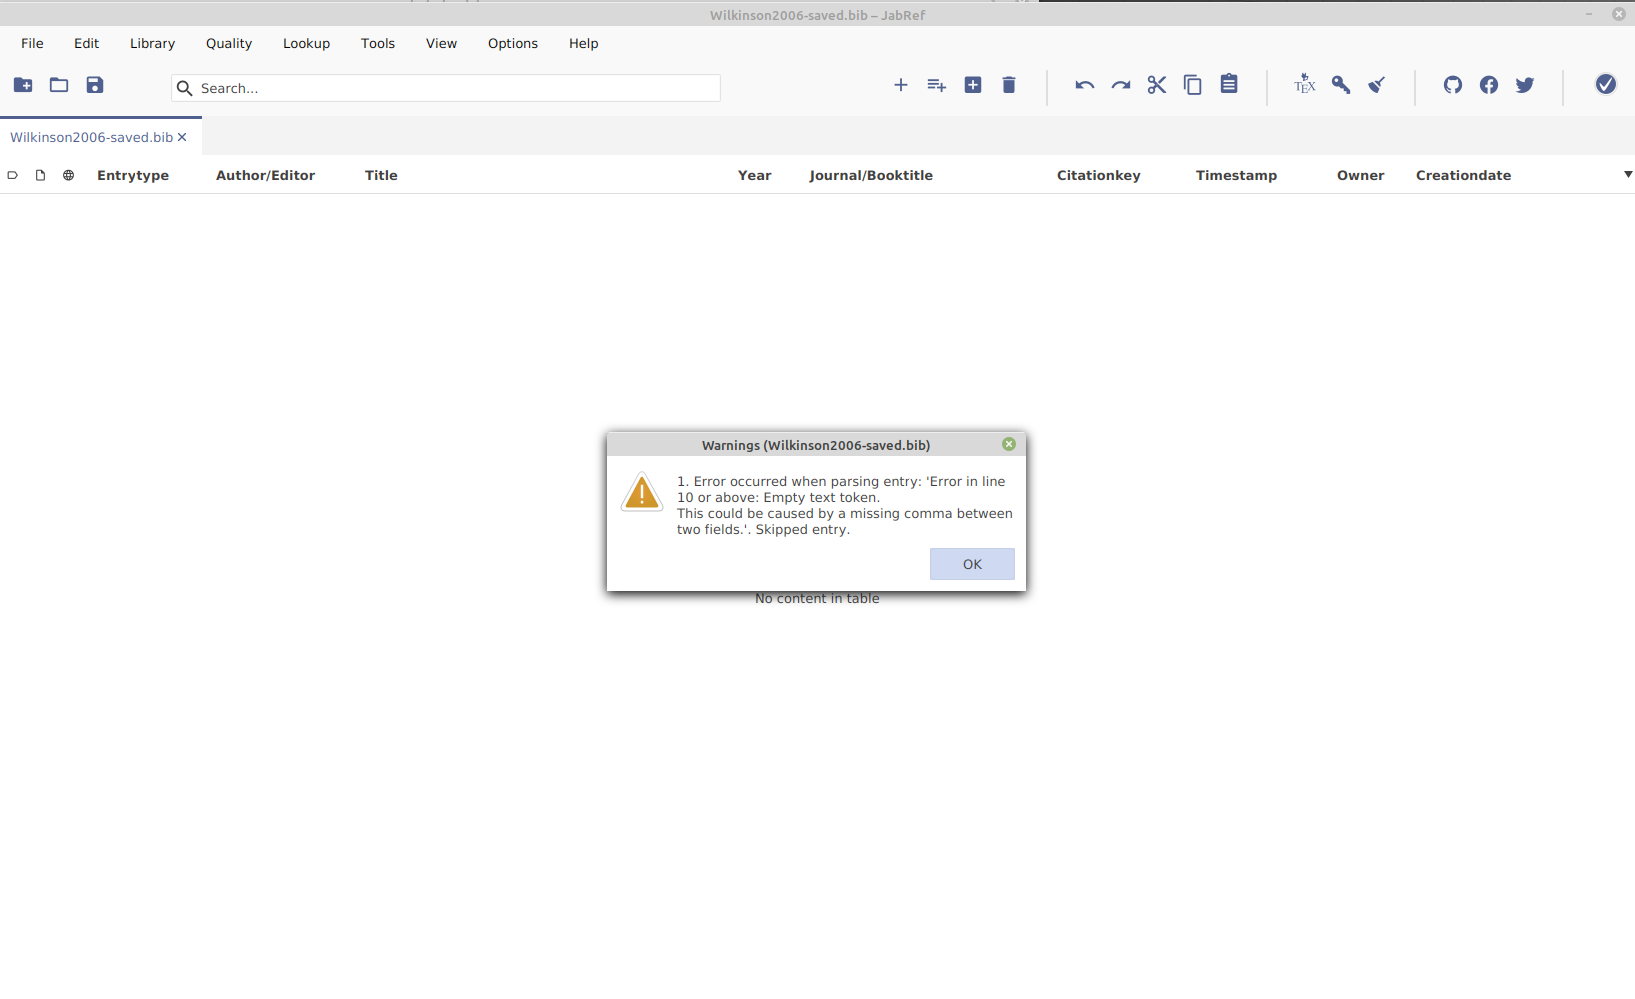 Wilkinson2006-saved.bib – JabRef
File Edit Library Quality Lookup Tools View Options Help
Search...
TEX
Wilkinson2006-saved.bib
Entrytype Author/Editor Title Year Journal/Booktitle Citationkey Timestamp Owner Creationdate
Warnings (Wilkinson2006-saved.bib)
1. Error occurred when parsing entry: 'Error in line
10 or above: Empty text token.
This could be caused by a missing comma between
two fields.'. Skipped entry.
OK
No content in table